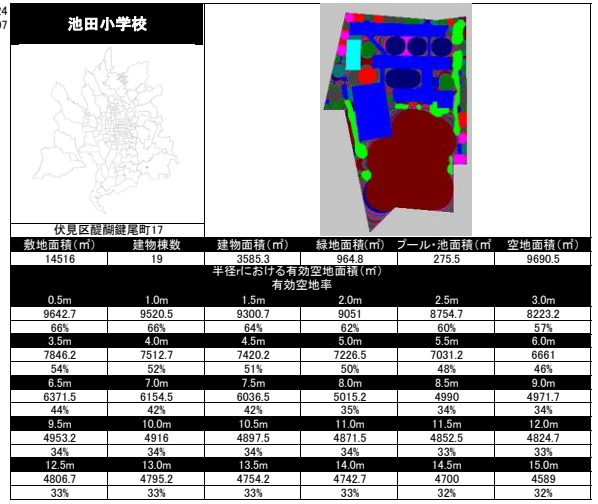 24
07
池田小学校
伏見区醍醐鍵尾町17
敷地面積(㎡) 建物棟数 建物面積(㎡) 緑地面積(㎡) プール・池面積(㎡ 空地面積(㎡)
14516 19 3585.3 964.8 275.5 9690.5
半径rにおける有効空地面積(㎡)
有効空地率
0.5m 1.0m 1.5m 2.0m 2.5m 3.0m
9642.7 9520.5 9300.7 9051 8754.7 8223.2
66% 66% 64% 62% 60% 57%
3.5m 4.0m 4.5m 5.0m 5.5m 6.0m
7846.2 7512.7 7420.2 7226.5 7031.2 6661
54% 52% 51% 50% 48% 46%
6.5m 7.0m 7.5m 8.0m 8.5m 9.0m
6371.5 6154.5 6036.5 5015.2 4990 4971.7
44% 42% 42% 35% 34% 34%
9.5m 10.0m 10.5m 11.0m 11.5m 12.0m
4953.2 4916 4897.5 4871.5 4852.5 4824.7
34% 34% 34% 34% 33% 33%
12.5m 13.0m 13.5m 14.0m 14.5m 15.0m
4806.7 4795.2 4754.2 4742.7 4700 4589
33% 33% 33% 33% 32% 32%